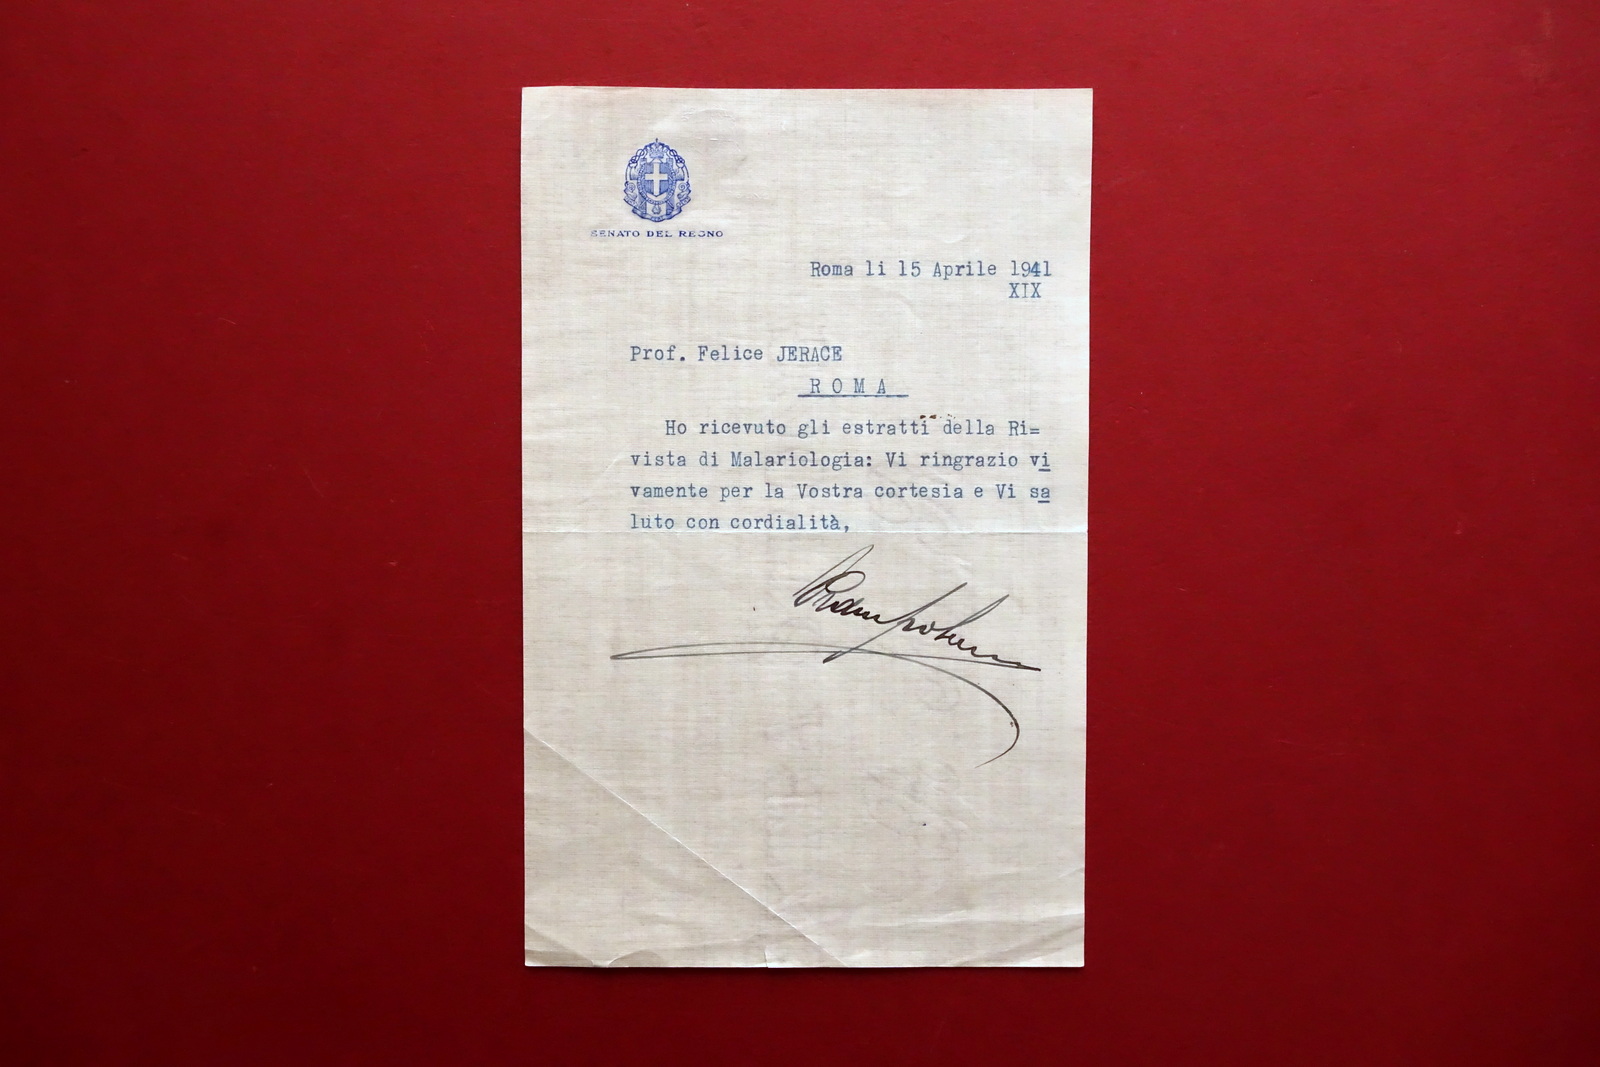 SENATO DEL REGNO
Roma li 15 Aprile 1941
XIX
Prof. Felice JERACE
ROMA
Ho ricevuto gli estratti della Ri=
vista di Malariologia: Vi ringrazio vi
vamente per la Vostra cortesia e Vi sa
luto con cordialità,